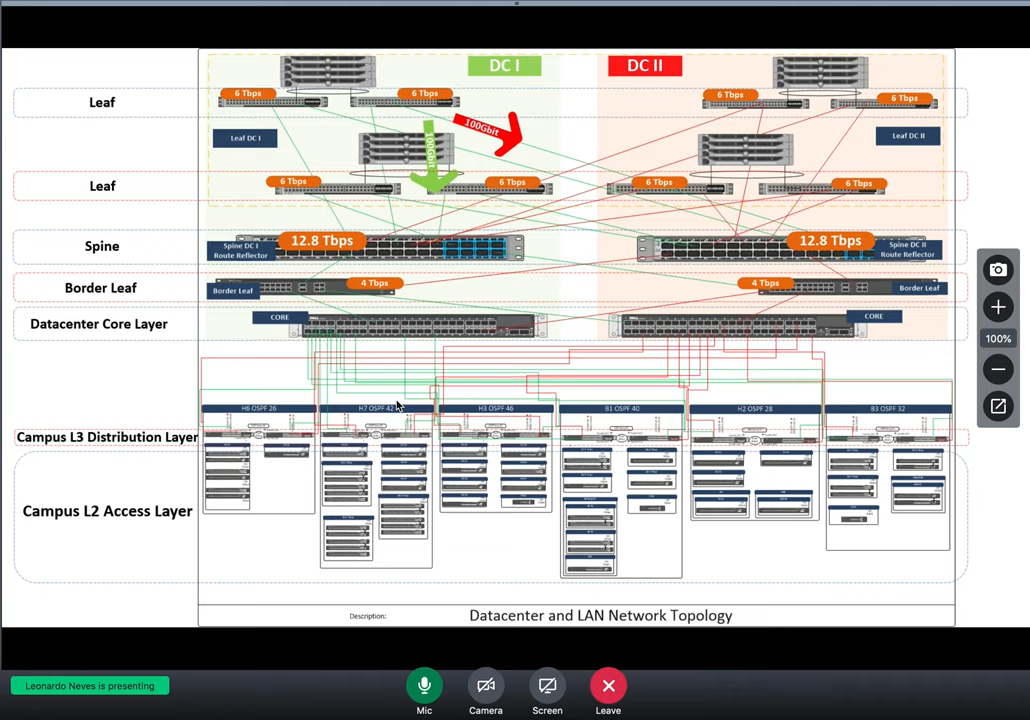 DC I
DC II
Leaf
6 Tbps
6 Tbps
6 Tbps
6 Tbps
Leaf DC I
100Gbit
100Gbit
Leaf DC II
Leaf
6 Tbps
6 Tbps
6 Tbps
6 Tbps
Spine
Spine DC I
Route Reflector
12.8 Tbps
12.8 Tbps
Spine DC II
Route Reflector
Border Leaf
Border Leaf
4 Tbps
4 Tbps
Border Leaf
Datacenter Core Layer
CORE
CORE
100%
H6 OSPF 26
H7 OSPF 42
H3 OSPF 46
B1 OSPF 40
H2 OSPF 28
B3 OSPF 32
Campus L3 Distribution Layer
Campus L2 Access Layer
Description:
Datacenter and LAN Network Topology
Leonardo Neves is presenting
Mic
Camera
Screen
Leave